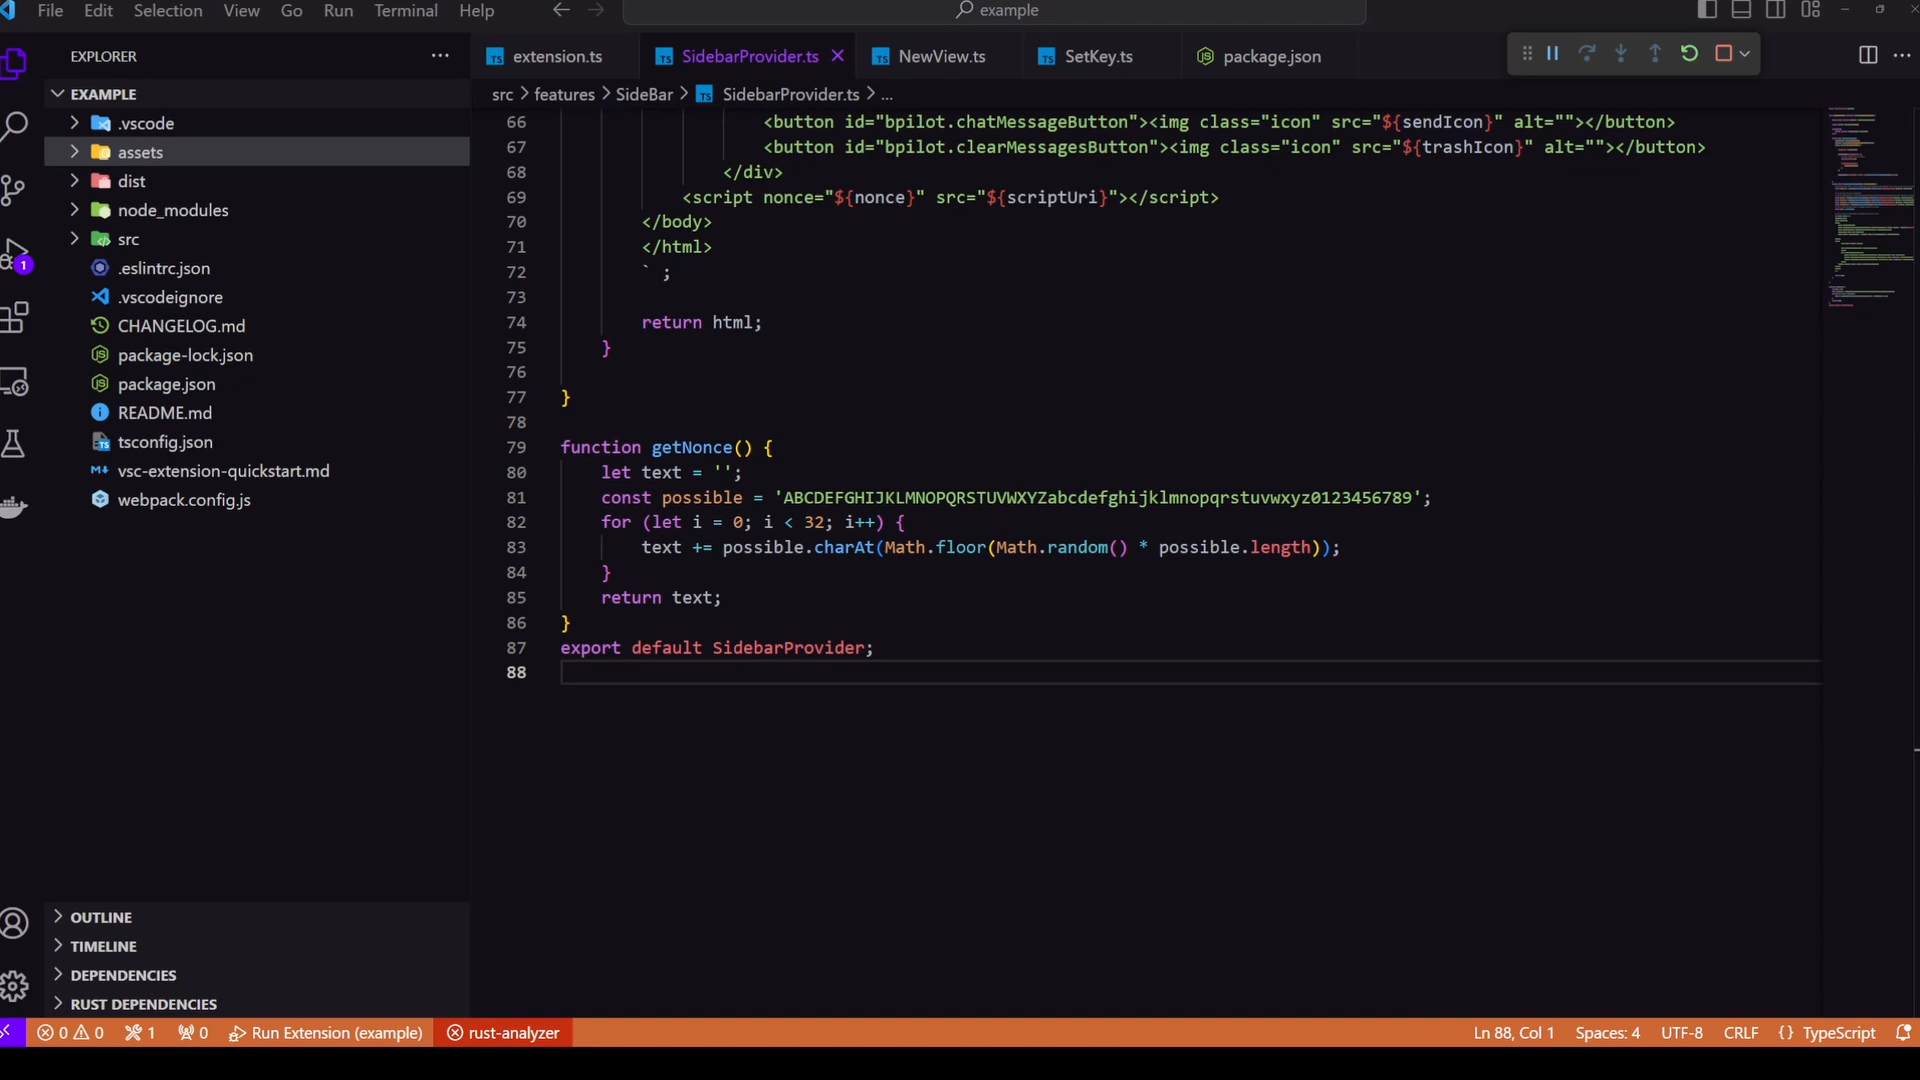 File Edit Selection View Go Run Terminal Help
example
EXPLORER
extension.ts
SidebarProvider.ts
NewView.ts
SetKey.ts
package.json
EXAMPLE
src > features > SideBar > SidebarProvider.ts > ...
.vscode
assets
dist
node_modules
src
.eslintrc.json
.vscodeignore
CHANGELOG.md
package-lock.json
package.json
README.md
tsconfig.json
vsc-extension-quickstart.md
webpack.config.js
1
66 <button id="bpilot.chatMessageButton"><img class="icon" src="${sendIcon}" alt=""></button>
67 <button id="bpilot.clearMessagesButton"><img class="icon" src="${trashIcon}" alt=""></button>
68 </div>
69 <script nonce="${nonce}" src="${scriptUri}"></script>
70 </body>
71 </html>
72 ` ;
73
74 return html;
75 }
76
77 }
78
79 function getNonce() {
80 let text = '';
81 const possible = 'ABCDEFGHIJKLMNOPQRSTUVWXYZabcdefghijklmnopqrstuvwxyz0123456789';
82 for (let i = 0; i < 32; i++) {
83 text += possible.charAt(Math.floor(Math.random() * possible.length));
84 }
85 return text;
86 }
87 export default SidebarProvider;
88
OUTLINE
TIMELINE
DEPENDENCIES
RUST DEPENDENCIES
0 0 1 0 Run Extension (example) rust-analyzer
Ln 88, Col 1 Spaces: 4 UTF-8 CRLF {} TypeScript